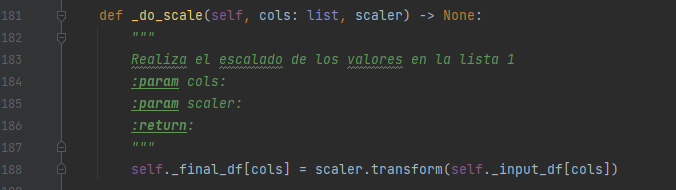 181 def _do_scale(self, cols: list, scaler) -> None:
182 """
183 Realiza el escalado de los valores en la lista 1
184 :param cols:
185 :param scaler:
186 :return:
187 """
188 self._final_df[cols] = scaler.transform(self._input_df[cols])